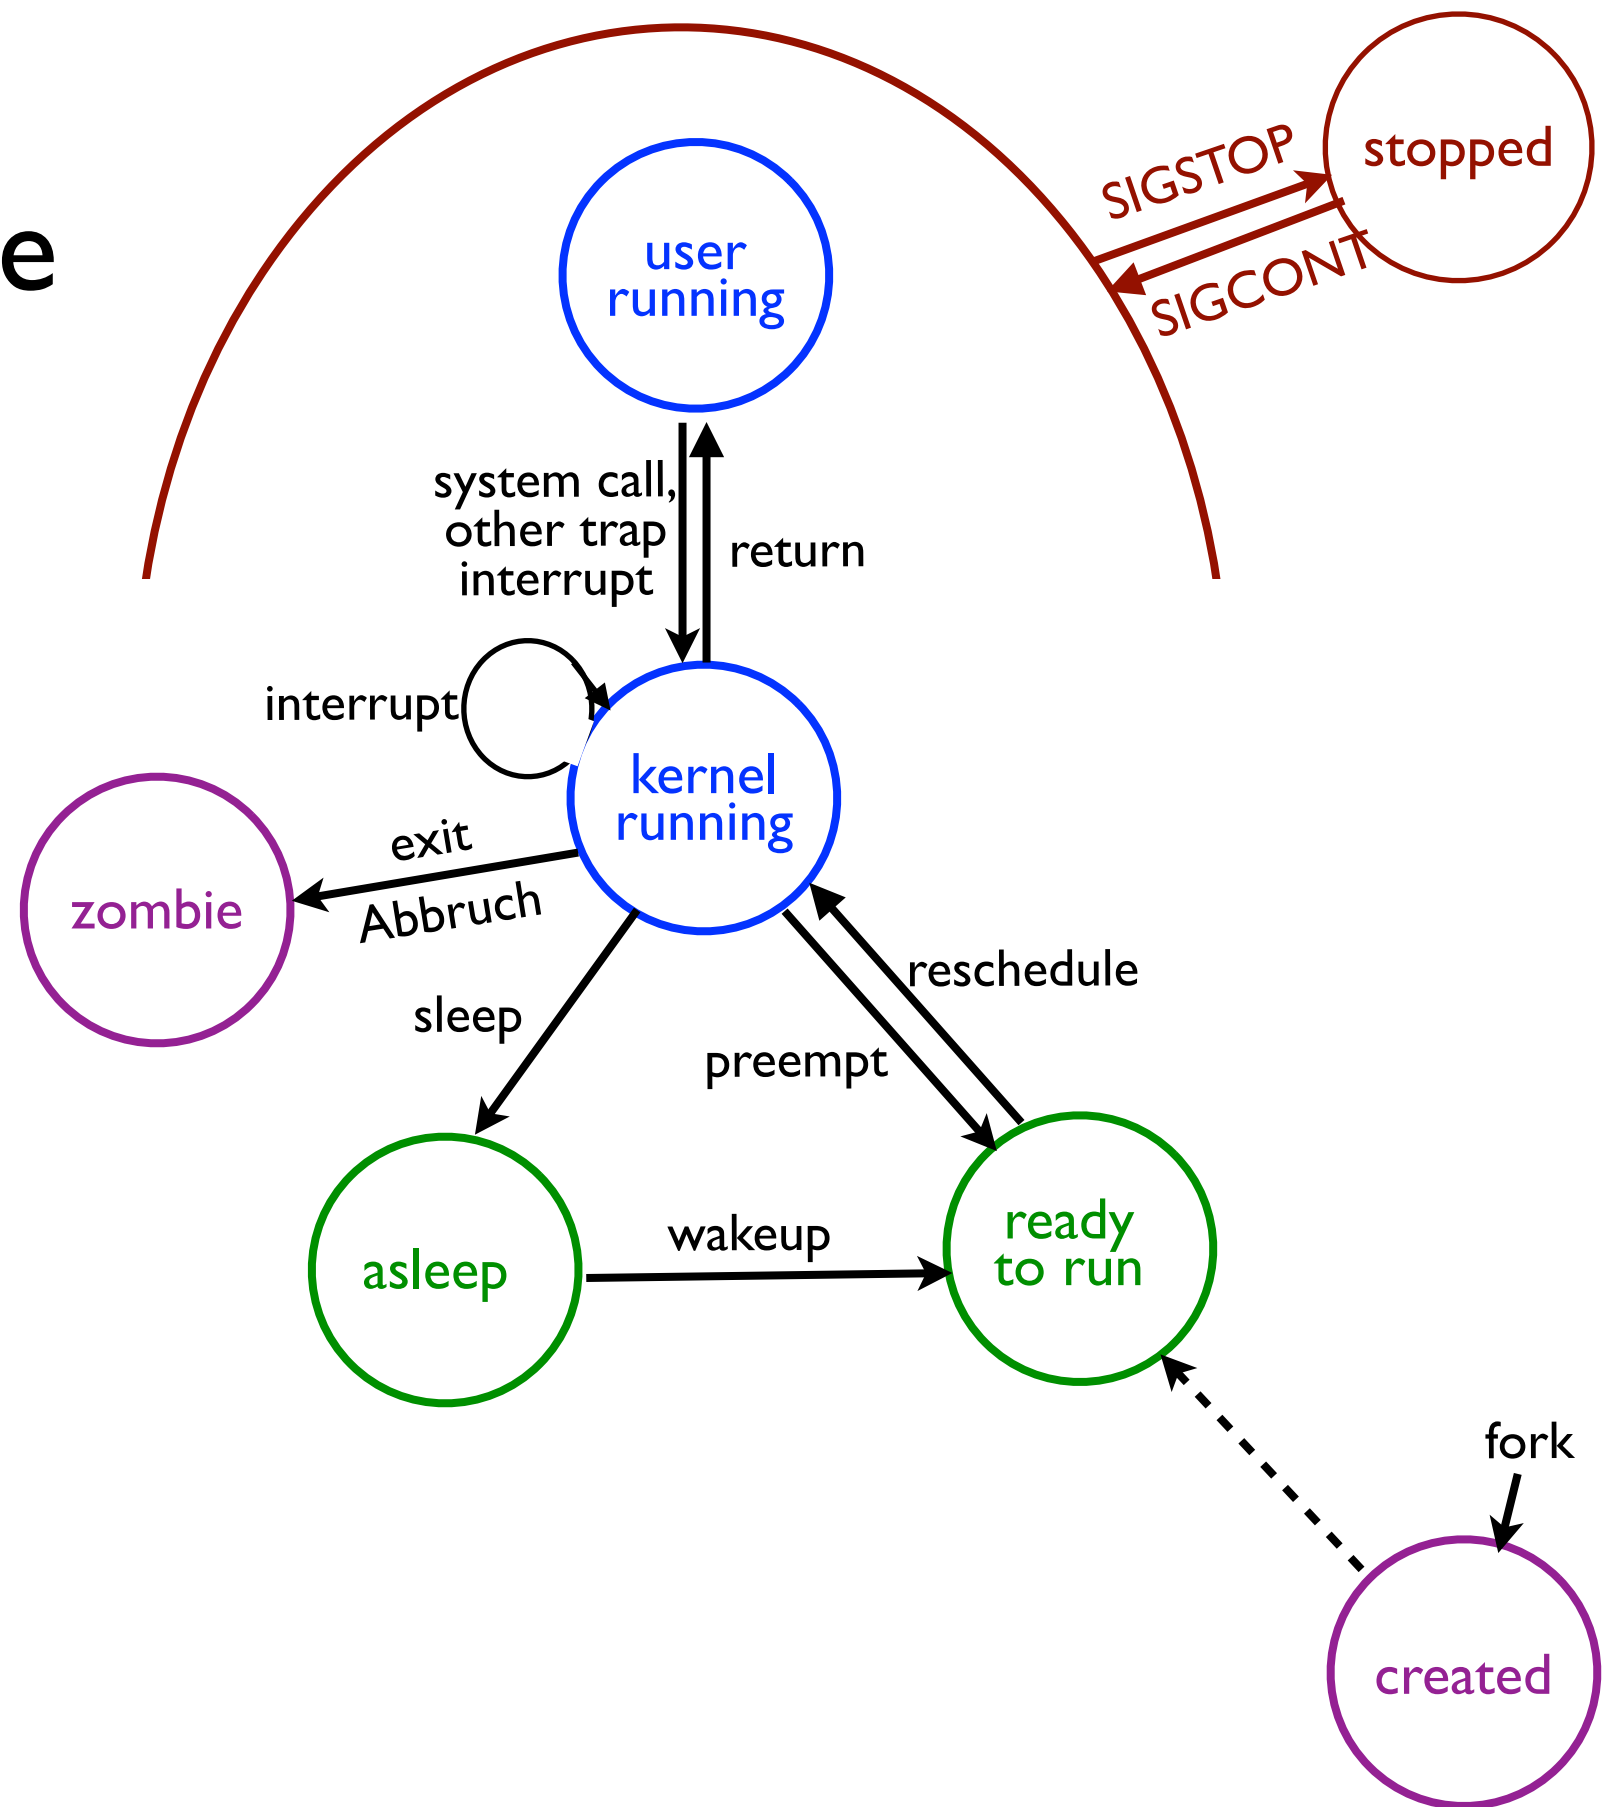 stopped
SIGSTOP
SIGCONT
e
user
running
system call,
other trap
interrupt
return
interrupt
kernel
running
exit
Abbruch
zombie
sleep
reschedule
preempt
wakeup
asleep
ready
to run
fork
created